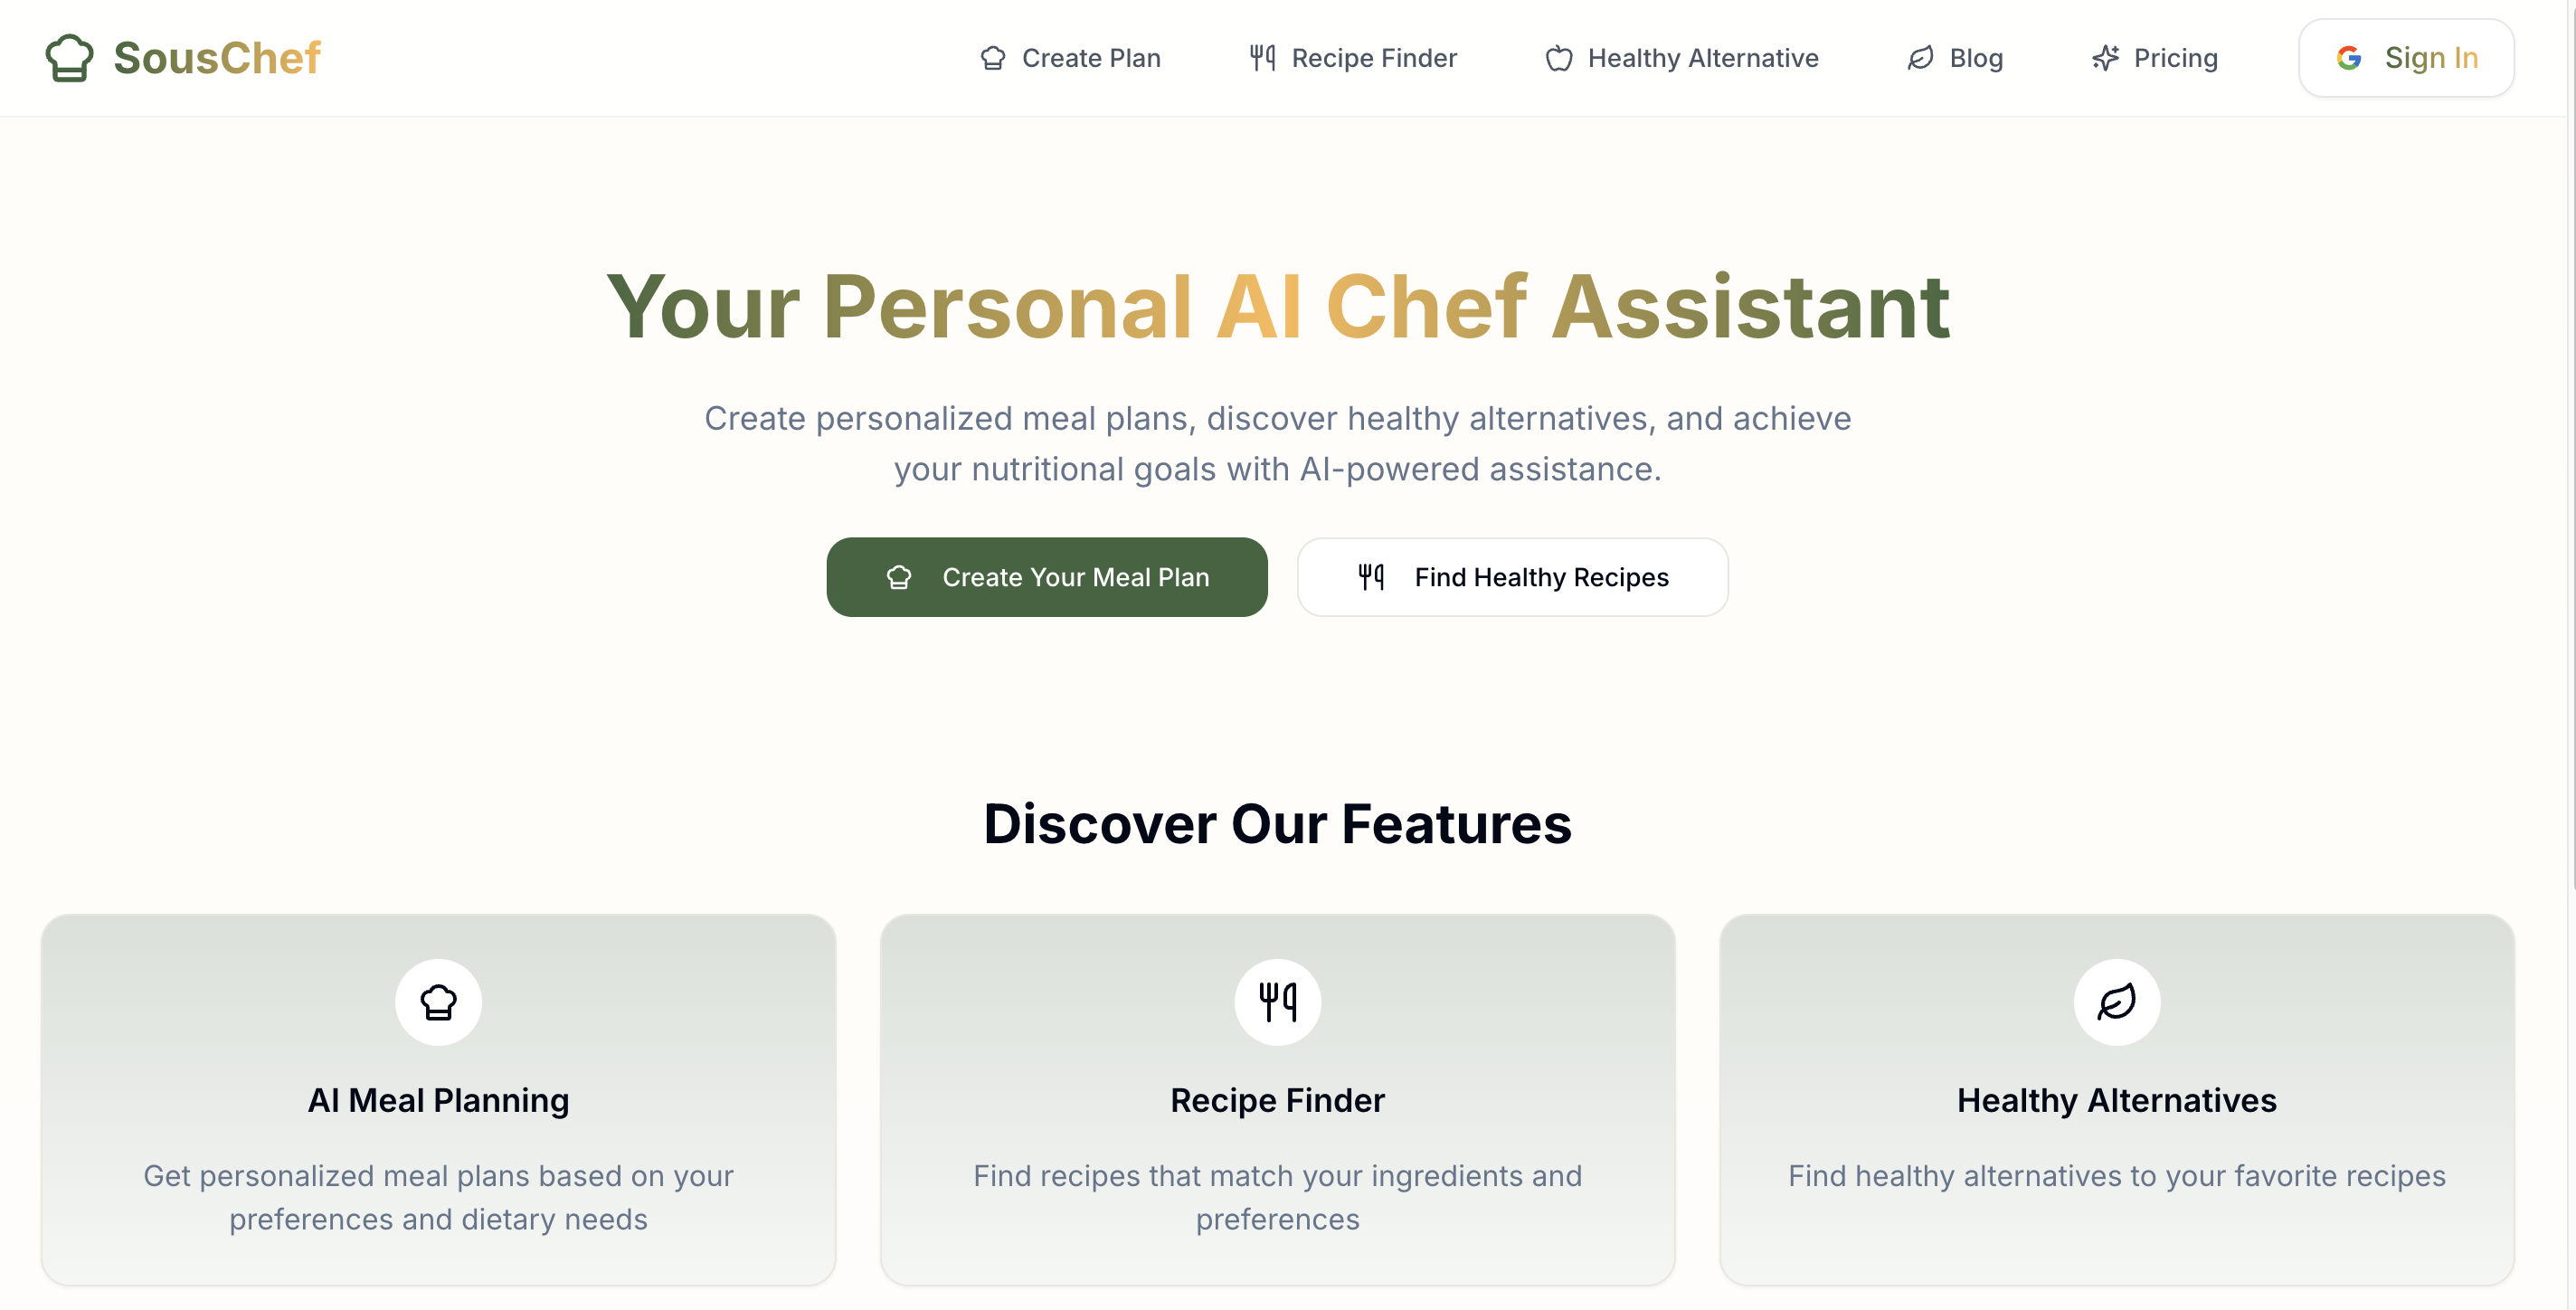 SousChef
Create Plan
Recipe Finder
Healthy Alternative
Blog
Pricing
Sign In
Your Personal AI Chef Assistant
Create personalized meal plans, discover healthy alternatives, and achieve
your nutritional goals with AI-powered assistance.
Create Your Meal Plan
Find Healthy Recipes
Discover Our Features
AI Meal Planning
Get personalized meal plans based on your
preferences and dietary needs
Recipe Finder
Find recipes that match your ingredients and
preferences
Healthy Alternatives
Find healthy alternatives to your favorite recipes